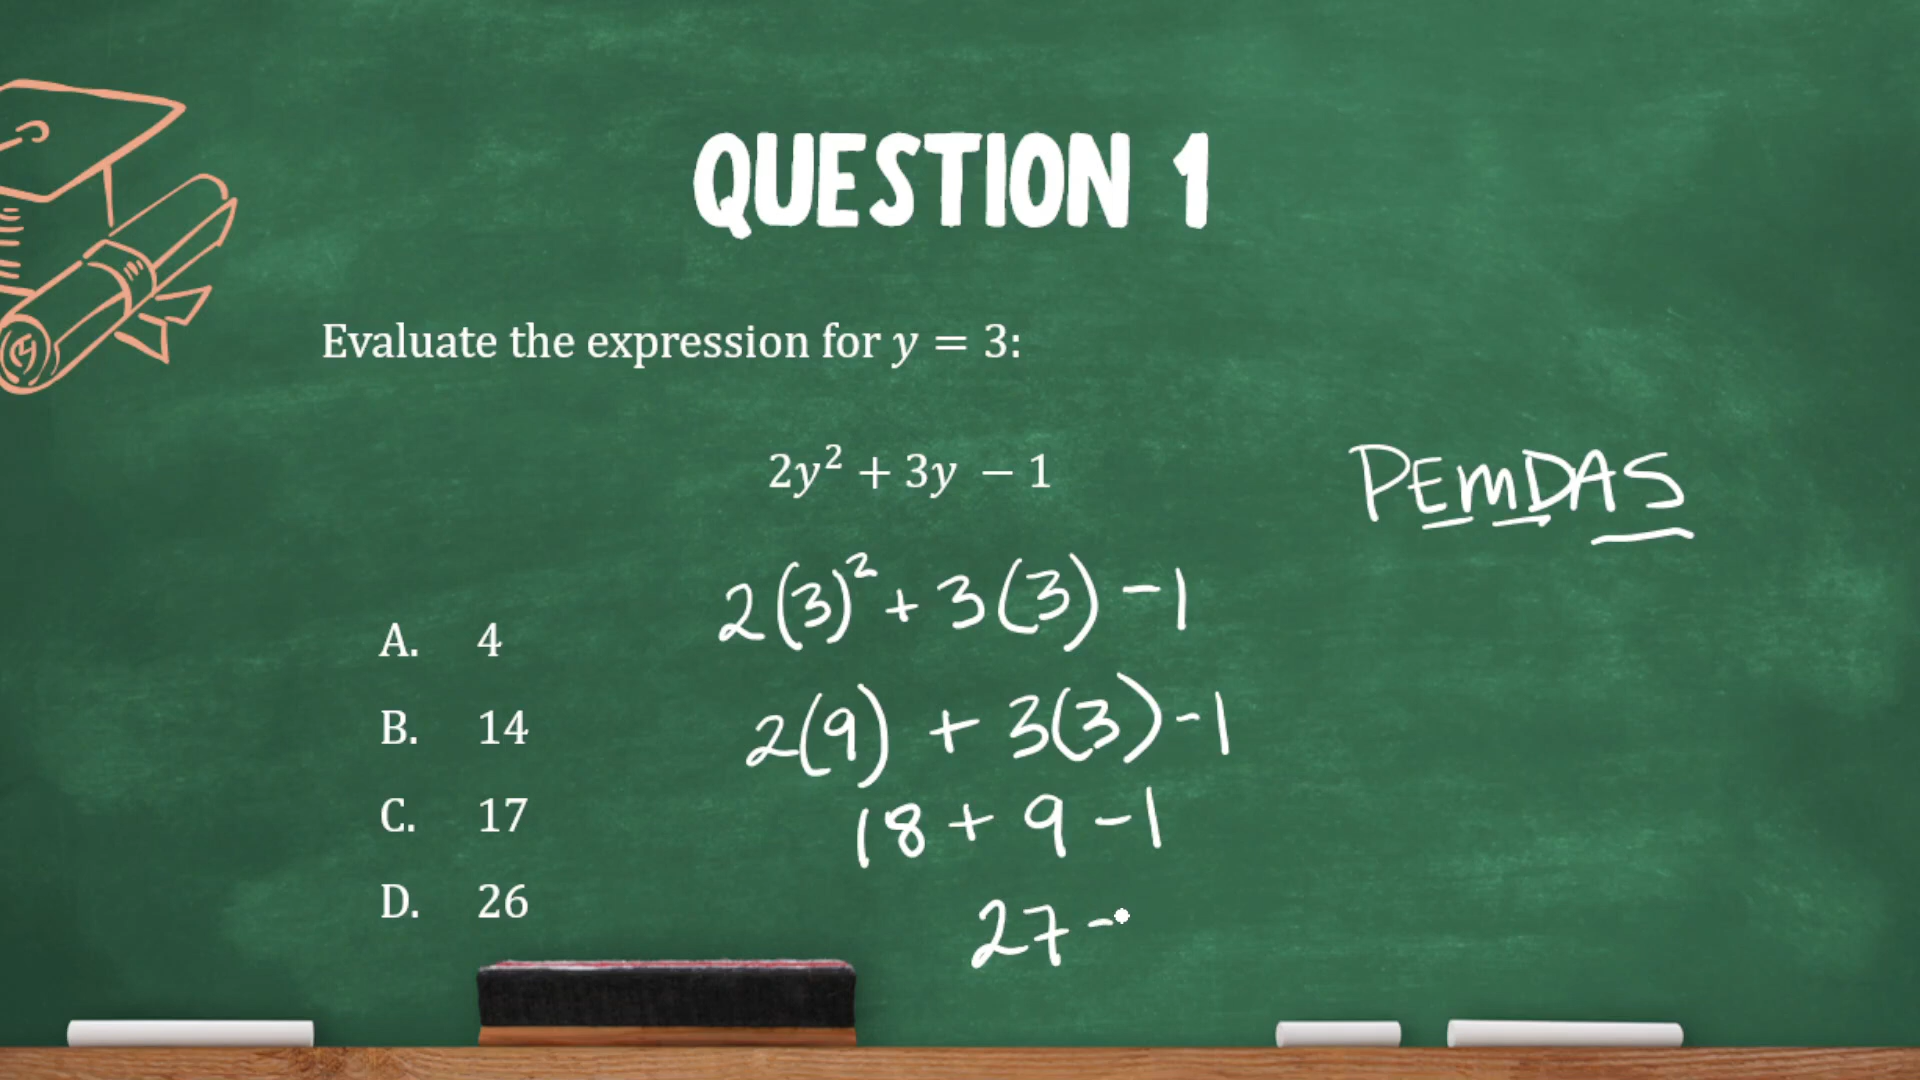 QUESTION 1
Evaluate the expression for y = 3:
2y² + 3y − 1
PEmDAS
2(3)² + 3(3) - 1
A. 4
2(9) + 3(3) - 1
B. 14
18 + 9 - 1
C. 17
D. 26
27 -